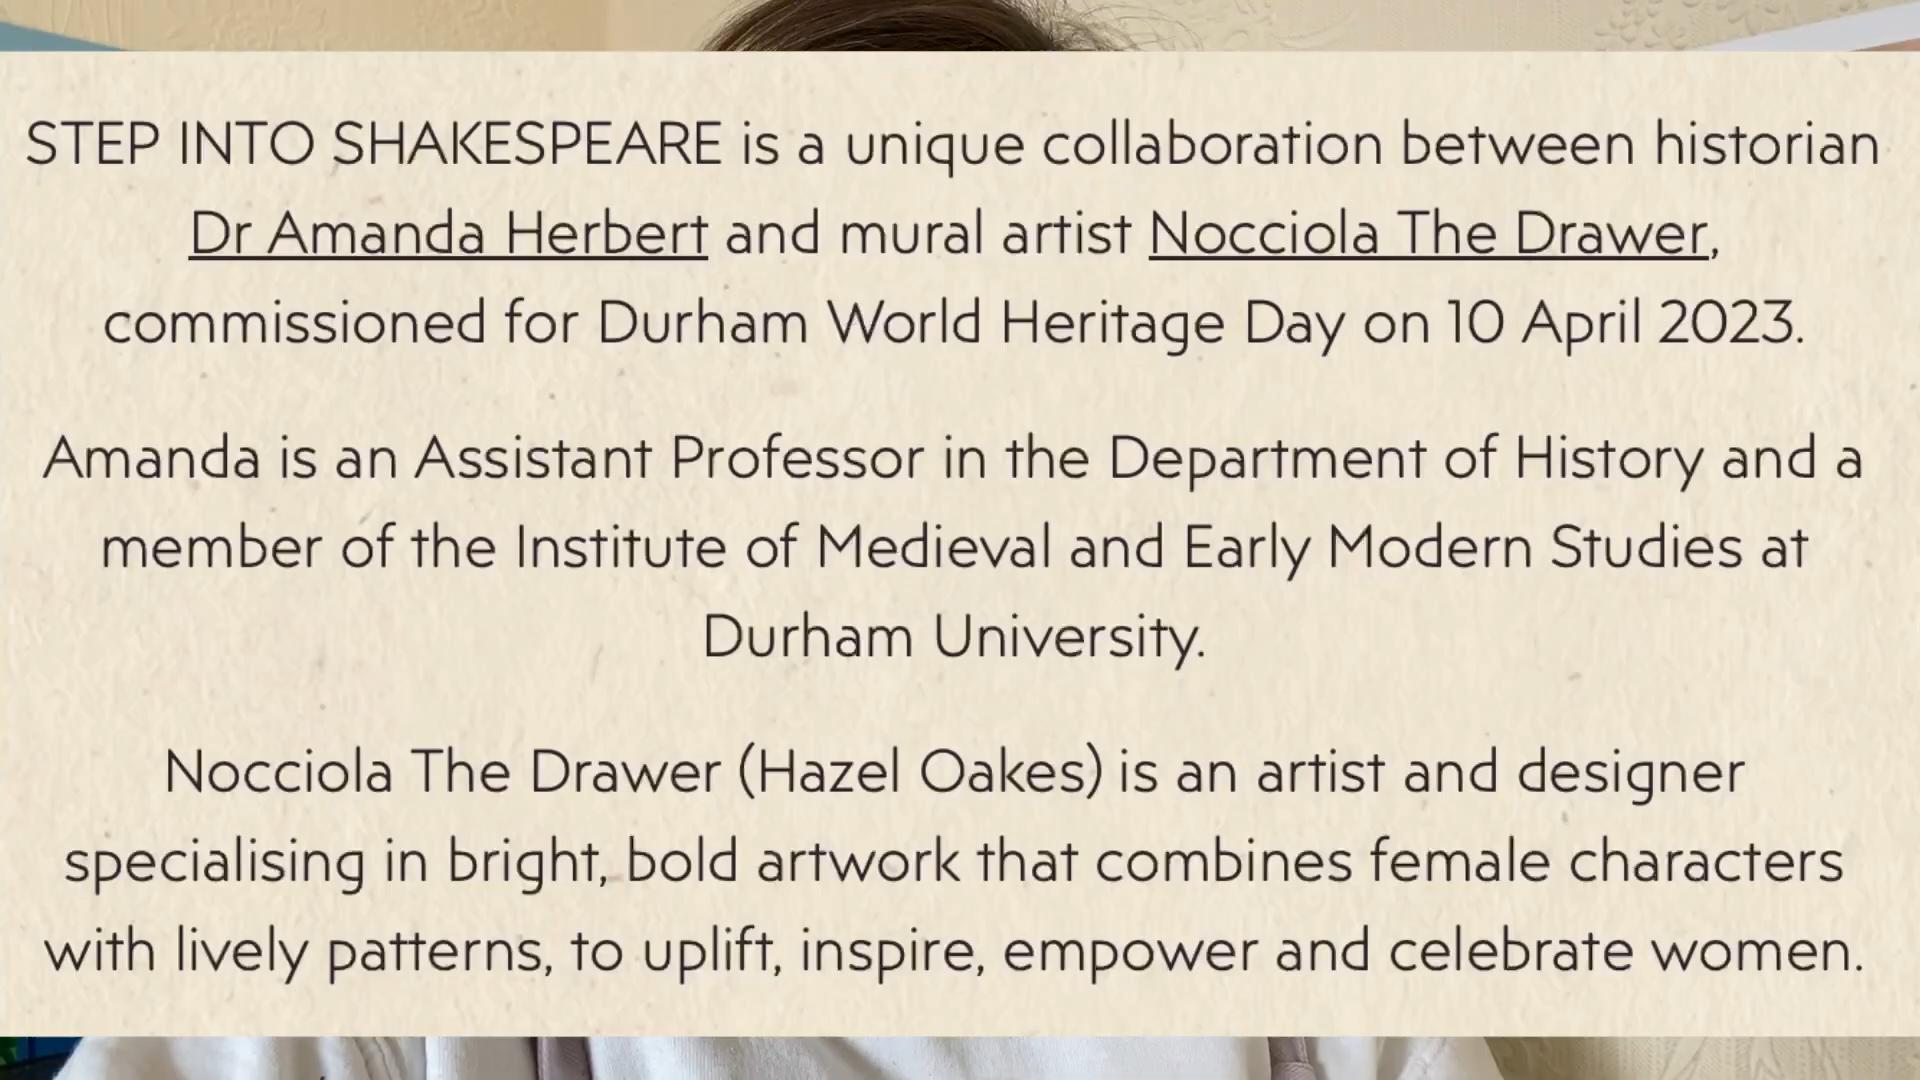 STEP INTO SHAKESPEARE is a unique collaboration between historian
Dr Amanda Herbert and mural artist Nocciola The Drawer,
commissioned for Durham World Heritage Day on 10 April 2023.
Amanda is an Assistant Professor in the Department of History and a
member of the Institute of Medieval and Early Modern Studies at
Durham University.
Nocciola The Drawer (Hazel Oakes) is an artist and designer
specialising in bright, bold artwork that combines female characters
with lively patterns, to uplift, inspire, empower and celebrate women.